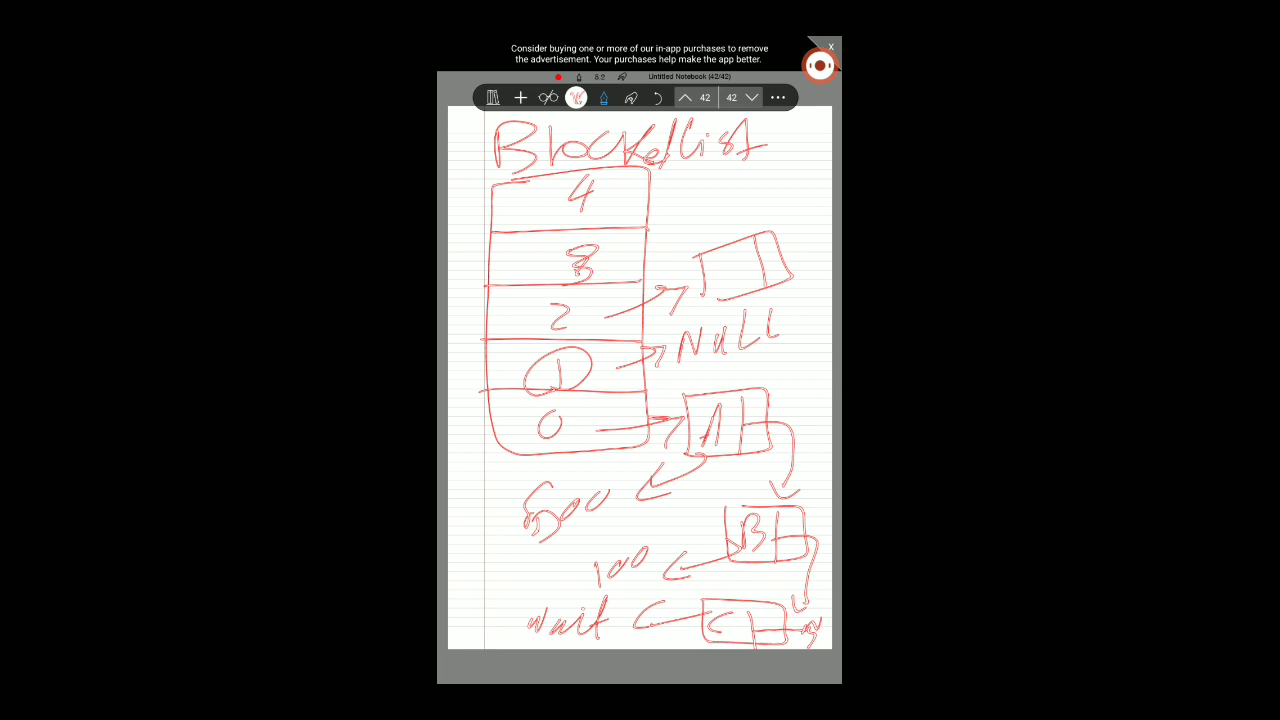 Consider buying one or more of our in-app purchases to remove
the advertisement. Your purchases help make the app better.
X
5.2 Untitled Notebook (42/42)
42 42
Blocked List
4
3
2
NULL
1
0 A
500
B
100
wait C